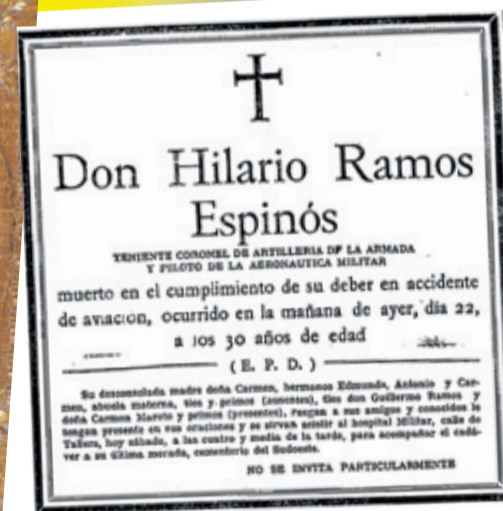 Don Hilario Ramos
Espinós
TENIENTE CORONEL DE ARTILLERIA DE LA ARMADA
Y PILOTO DE LA AERONAUTICA MILITAR
muerto en el cumplimiento de su deber en accidente
de aviación, ocurrido en la mañana de ayer, día 22,
a los 30 años de edad
( E. P. D. )
Su desconsolada madre doña Carmen, hermanos Edmundo, Antonio y Car-
men, abuela materna, tíos y primos (ausentes), tíos don Guillermo Ramos y
doña Carmen y primos (presentes), ruegan a sus amigos y conocidos le
tengan presente en sus oraciones y se sirvan asistir al hospital Militar, calle de
Tallers, hoy sábado, a las cuatro y media de la tarde, para acompañar el cadá-
ver a su última morada, cementerio del Sudoeste.
NO SE INVITA PARTICULARMENTE